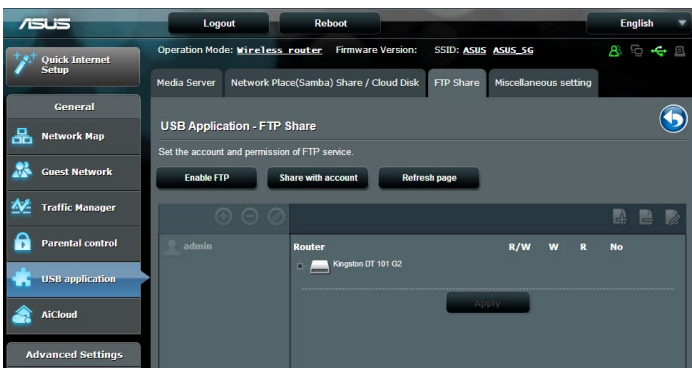 ASUS
Logout Reboot English
Quick Internet Setup
Operation Mode: Wireless router Firmware Version: SSID: ASUS ASUS_5G
Media Server Network Place(Samba) Share / Cloud Disk FTP Share Miscellaneous setting
General
Network Map
Guest Network
Traffic Manager
Parental control
USB application
AiCloud
Advanced Settings
USB Application - FTP Share
Set the account and permission of FTP service.
Enable FTP Share with account Refresh page
admin
Router R/W W R No
Kingston DT 101 G2
Apply